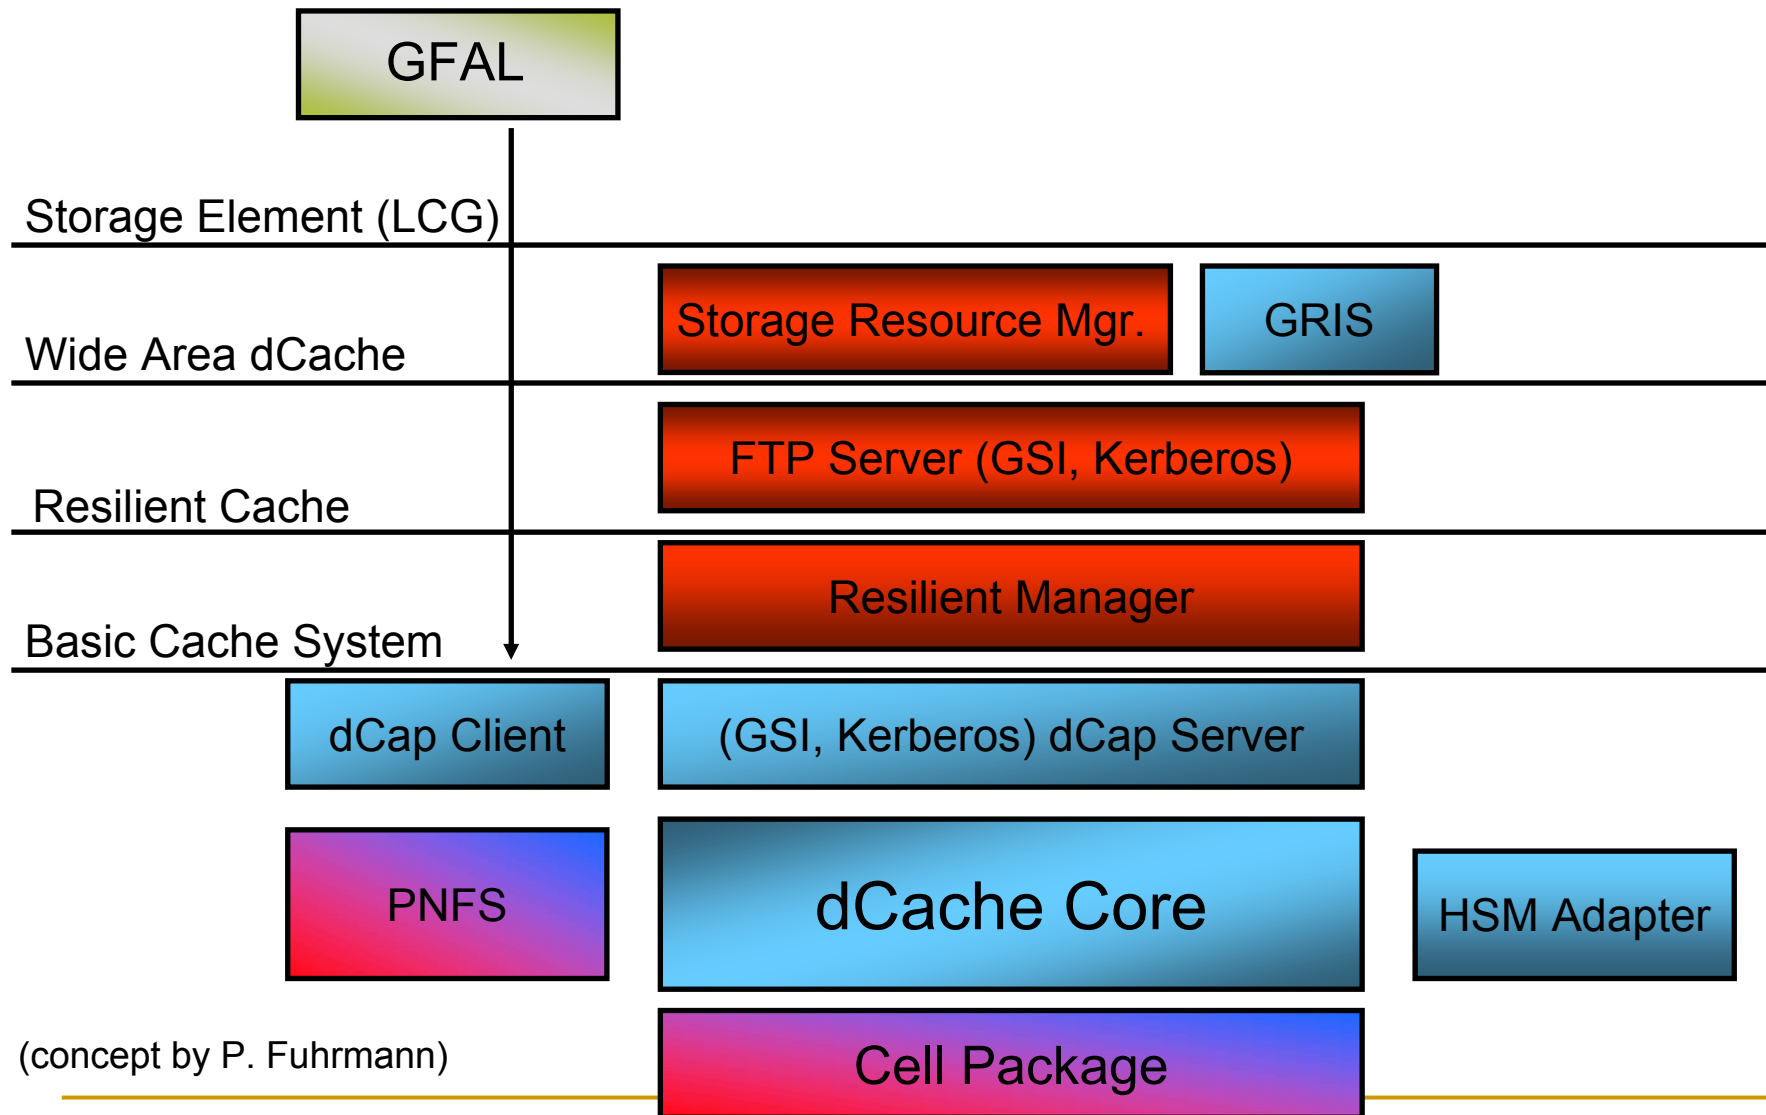 GFAL
Storage Element (LCG)
Storage Resource Mgr.
GRIS
Wide Area dCache
FTP Server (GSI, Kerberos)
Resilient Cache
Resilient Manager
Basic Cache System
dCap Client
(GSI, Kerberos) dCap Server
PNFS
dCache Core
HSM Adapter
(concept by P. Fuhrmann)
Cell Package